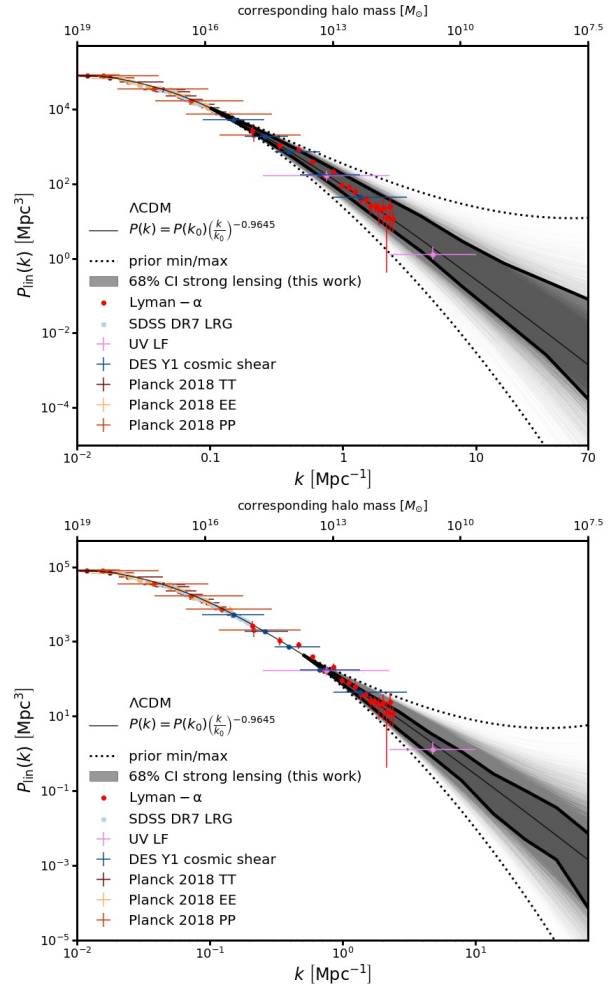 corresponding halo mass [M⊙]
10^19 10^16 10^13 10^10 10^7.5
10^4
10^2
10^0
10^−2
10^−4
P_lin(k) [Mpc^3]
ΛCDM
P(k) = P(k_0)(k/k_0)^−0.9645
prior min/max
68% CI strong lensing (this work)
Lyman − α
SDSS DR7 LRG
UV LF
DES Y1 cosmic shear
Planck 2018 TT
Planck 2018 EE
Planck 2018 PP
10^−2 0.1 1 10 70
k [Mpc^−1]
corresponding halo mass [M⊙]
10^19 10^16 10^13 10^10 10^7.5
10^5
10^3
10^1
10^−1
10^−3
10^−5
P_lin(k) [Mpc^3]
ΛCDM
P(k) = P(k_0)(k/k_0)^−0.9645
prior min/max
68% CI strong lensing (this work)
Lyman − α
SDSS DR7 LRG
UV LF
DES Y1 cosmic shear
Planck 2018 TT
Planck 2018 EE
Planck 2018 PP
10^−2 10^−1 10^0 10^1
k [Mpc^−1]